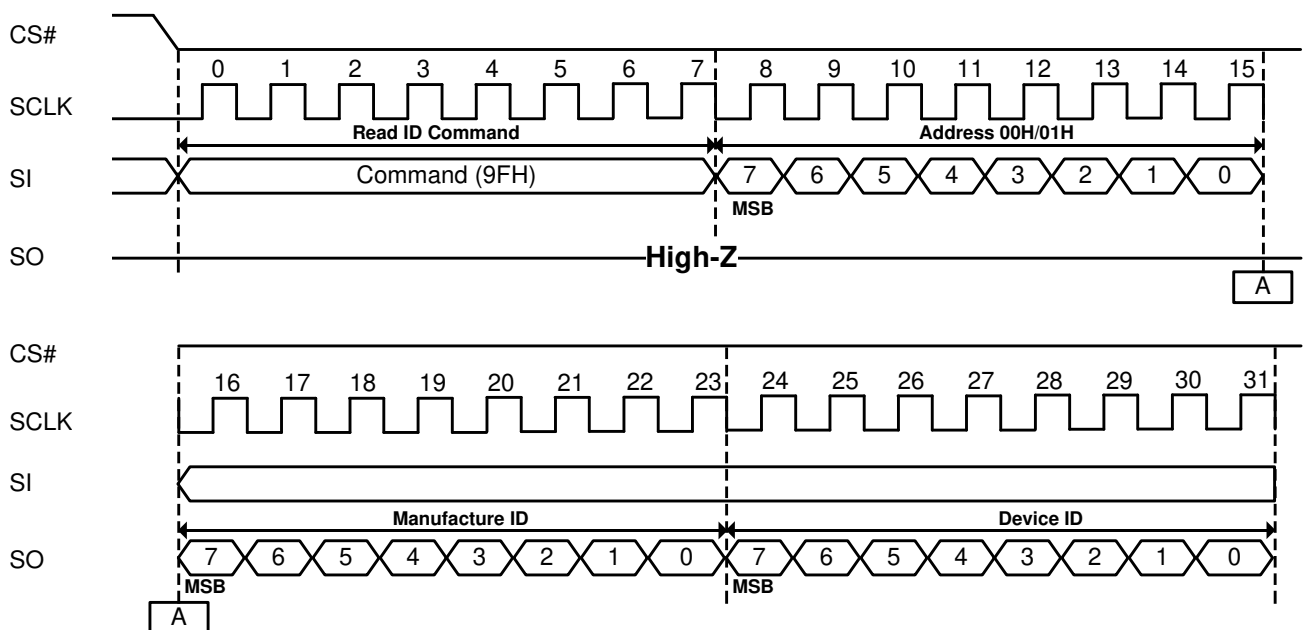 CS#
0 1 2 3 4 5 6 7 8 9 10 11 12 13 14 15
SCLK
Read ID Command Address 00H/01H
SI Command (9FH) 7 6 5 4 3 2 1 0
MSB
SO High-Z
A
CS#
16 17 18 19 20 21 22 23 24 25 26 27 28 29 30 31
SCLK
SI
Manufacture ID Device ID
SO 7 6 5 4 3 2 1 0 7 6 5 4 3 2 1 0
MSB MSB
A